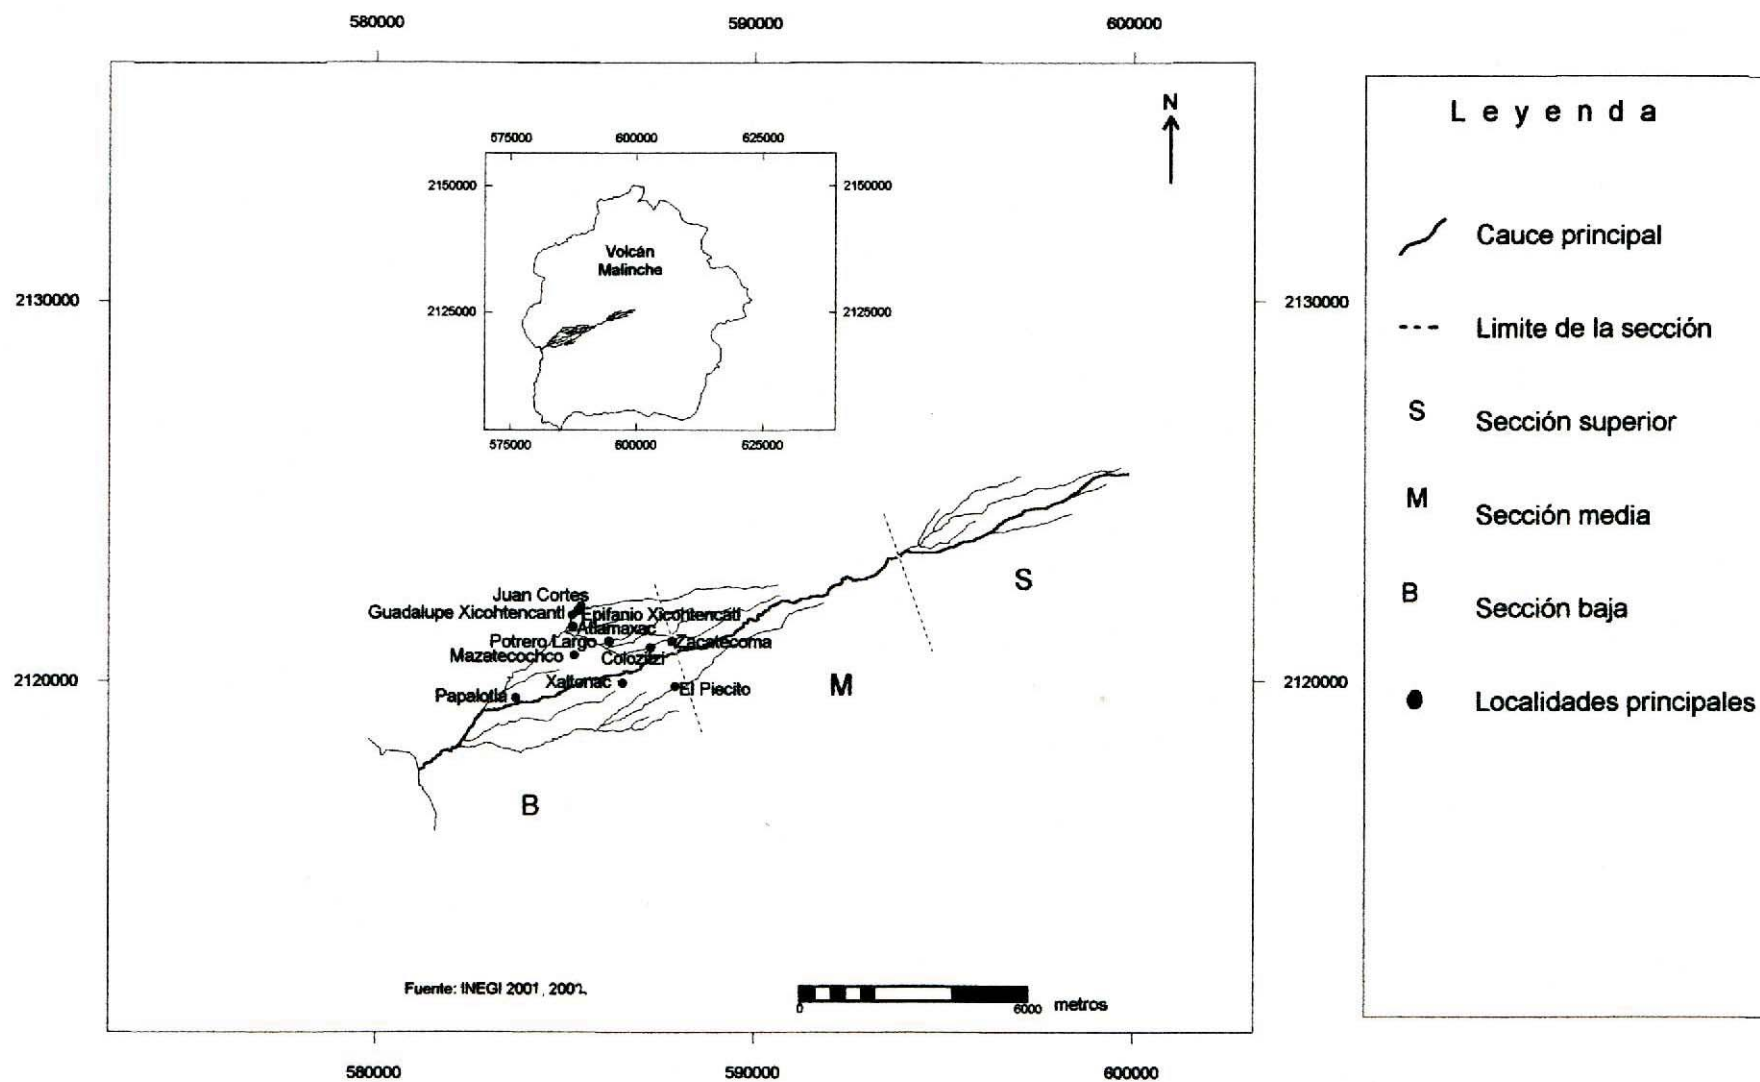 580000 590000 600000
N
575000 600000 625000
2150000 2150000
Volcán
Malinche
2125000 2125000
575000 600000 625000
2130000 2130000
S
Juan Cortes
Guadalupe Xicohtencantl Epifanio Xicohtencatl
Atlamaxac
Potrero Largo Zacatecoma
Mazatecochco Colozitzi
Xaltenac
2120000 2120000
Papalotla El Piecito
M
B
Fuente: INEGI 2001, 2002.
0 6000 metros
580000 590000 600000
Leyenda
Cauce principal
Limite de la sección
S Sección superior
M Sección media
B Sección baja
Localidades principales